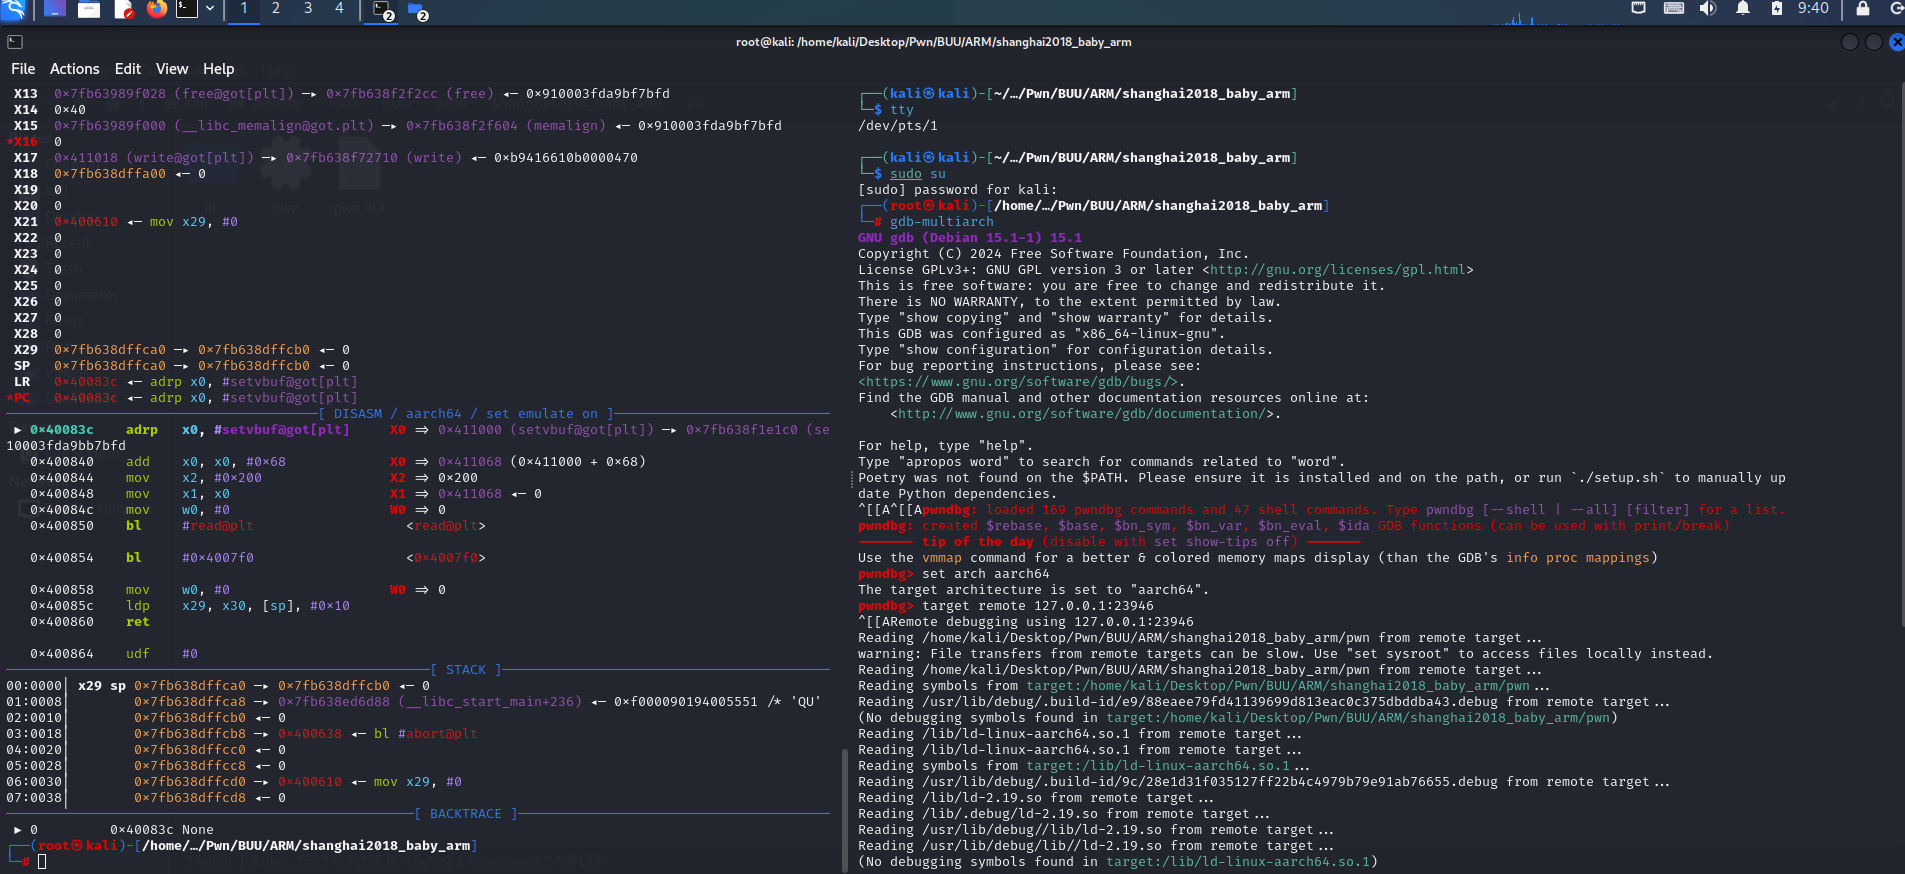 1 2 3 4 2 2 9:40
root@kali: /home/kali/Desktop/Pwn/BUU/ARM/shanghai2018_baby_arm
File Actions Edit View Help
X13 0×7fb63989f028 (free@got[plt]) —▸ 0×7fb638f2f2cc (free) ◂— 0×910003fda9bf7bfd
X14 0×40
X15 0×7fb63989f000 (__libc_memalign@got.plt) —▸ 0×7fb638f2f604 (memalign) ◂— 0×910003fda9bf7bfd
*X16 0
X17 0×411018 (write@got[plt]) —▸ 0×7fb638f72710 (write) ◂— 0×b9416610b0000470
X18 0×7fb638dffa00 ◂— 0
X19 0
X20 0
X21 0×400610 ◂— mov x29, #0
X22 0
X23 0
X24 0
X25 0
X26 0
X27 0
X28 0
X29 0×7fb638dffca0 —▸ 0×7fb638dffcb0 ◂— 0
SP 0×7fb638dffca0 —▸ 0×7fb638dffcb0 ◂— 0
LR 0×40083c ◂— adrp x0, #setvbuf@got[plt]
*PC 0×40083c ◂— adrp x0, #setvbuf@got[plt]
[ DISASM / aarch64 / set emulate on ]
► 0×40083c adrp x0, #setvbuf@got[plt] X0 ⇒ 0×411000 (setvbuf@got[plt]) —▸ 0×7fb638f1e1c0 (se
10003fda9bb7bfd
0×400840 add x0, x0, #0×68 X0 ⇒ 0×411068 (0×411000 + 0×68)
0×400844 mov x2, #0×200 X2 ⇒ 0×200
0×400848 mov x1, x0 X1 ⇒ 0×411068 ◂— 0
0×40084c mov w0, #0 W0 ⇒ 0
0×400850 bl #read@plt <read@plt>
0×400854 bl #0×4007f0 <0×4007f0>
0×400858 mov w0, #0 W0 ⇒ 0
0×40085c ldp x29, x30, [sp], #0×10
0×400860 ret
0×400864 udf #0
[ STACK ]
00:0000│ x29 sp 0×7fb638dffca0 —▸ 0×7fb638dffcb0 ◂— 0
01:0008│ 0×7fb638dffca8 —▸ 0×7fb638ed6d88 (__libc_start_main+236) ◂— 0×f000090194005551 /* 'QU'
02:0010│ 0×7fb638dffcb0 ◂— 0
03:0018│ 0×7fb638dffcb8 —▸ 0×400638 ◂— bl #abort@plt
04:0020│ 0×7fb638dffcc0 ◂— 0
05:0028│ 0×7fb638dffcc8 ◂— 0
06:0030│ 0×7fb638dffcd0 —▸ 0×400610 ◂— mov x29, #0
07:0038│ 0×7fb638dffcd8 ◂— 0
[ BACKTRACE ]
► 0 0×40083c None
┌──(root㉿kali)-[/home/…/Pwn/BUU/ARM/shanghai2018_baby_arm]
└─#
┌──(kali㉿kali)-[~/…/Pwn/BUU/ARM/shanghai2018_baby_arm]
└─$ tty
/dev/pts/1
┌──(kali㉿kali)-[~/…/Pwn/BUU/ARM/shanghai2018_baby_arm]
└─$ sudo su
[sudo] password for kali:
┌──(root㉿kali)-[/home/…/Pwn/BUU/ARM/shanghai2018_baby_arm]
└─# gdb-multiarch
GNU gdb (Debian 15.1-1) 15.1
Copyright (C) 2024 Free Software Foundation, Inc.
License GPLv3+: GNU GPL version 3 or later <http://gnu.org/licenses/gpl.html>
This is free software: you are free to change and redistribute it.
There is NO WARRANTY, to the extent permitted by law.
Type "show copying" and "show warranty" for details.
This GDB was configured as "x86_64-linux-gnu".
Type "show configuration" for configuration details.
For bug reporting instructions, please see:
<https://www.gnu.org/software/gdb/bugs/>.
Find the GDB manual and other documentation resources online at:
<http://www.gnu.org/software/gdb/documentation/>.
For help, type "help".
Type "apropos word" to search for commands related to "word".
Poetry was not found on the $PATH. Please ensure it is installed and on the path, or run `./setup.sh` to manually up
date Python dependencies.
^[[A^[[Apwndbg: loaded 169 pwndbg commands and 47 shell commands. Type pwndbg [--shell | --all] [filter] for a list.
pwndbg: created $rebase, $base, $bn_sym, $bn_var, $bn_eval, $ida GDB functions (can be used with print/break)
─────── tip of the day (disable with set show-tips off) ───────
Use the vmmap command for a better & colored memory maps display (than the GDB's info proc mappings)
pwndbg> set arch aarch64
The target architecture is set to "aarch64".
pwndbg> target remote 127.0.0.1:23946
^[[ARemote debugging using 127.0.0.1:23946
Reading /home/kali/Desktop/Pwn/BUU/ARM/shanghai2018_baby_arm/pwn from remote target...
warning: File transfers from remote targets can be slow. Use "set sysroot" to access files locally instead.
Reading /home/kali/Desktop/Pwn/BUU/ARM/shanghai2018_baby_arm/pwn from remote target...
Reading symbols from target:/home/kali/Desktop/Pwn/BUU/ARM/shanghai2018_baby_arm/pwn...
Reading /usr/lib/debug/.build-id/e9/88eaee79fd41139699d813eac0c375dbddba43.debug from remote target...
(No debugging symbols found in target:/home/kali/Desktop/Pwn/BUU/ARM/shanghai2018_baby_arm/pwn)
Reading /lib/ld-linux-aarch64.so.1 from remote target...
Reading /lib/ld-linux-aarch64.so.1 from remote target...
Reading symbols from target:/lib/ld-linux-aarch64.so.1...
Reading /usr/lib/debug/.build-id/9c/28e1d31f035127ff22b4c4979b79e91ab76655.debug from remote target...
Reading /lib/ld-2.19.so from remote target...
Reading /lib/.debug/ld-2.19.so from remote target...
Reading /usr/lib/debug//lib/ld-2.19.so from remote target...
Reading /usr/lib/debug/lib//ld-2.19.so from remote target...
(No debugging symbols found in target:/lib/ld-linux-aarch64.so.1)